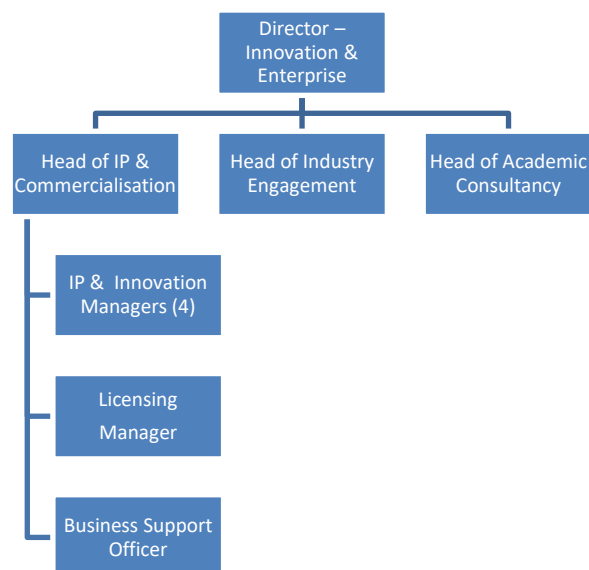 Director –
Innovation &
Enterprise
Head of IP &
Commercialisation
Head of Industry
Engagement
Head of Academic
Consultancy
IP & Innovation
Managers (4)
Licensing
Manager
Business Support
Officer